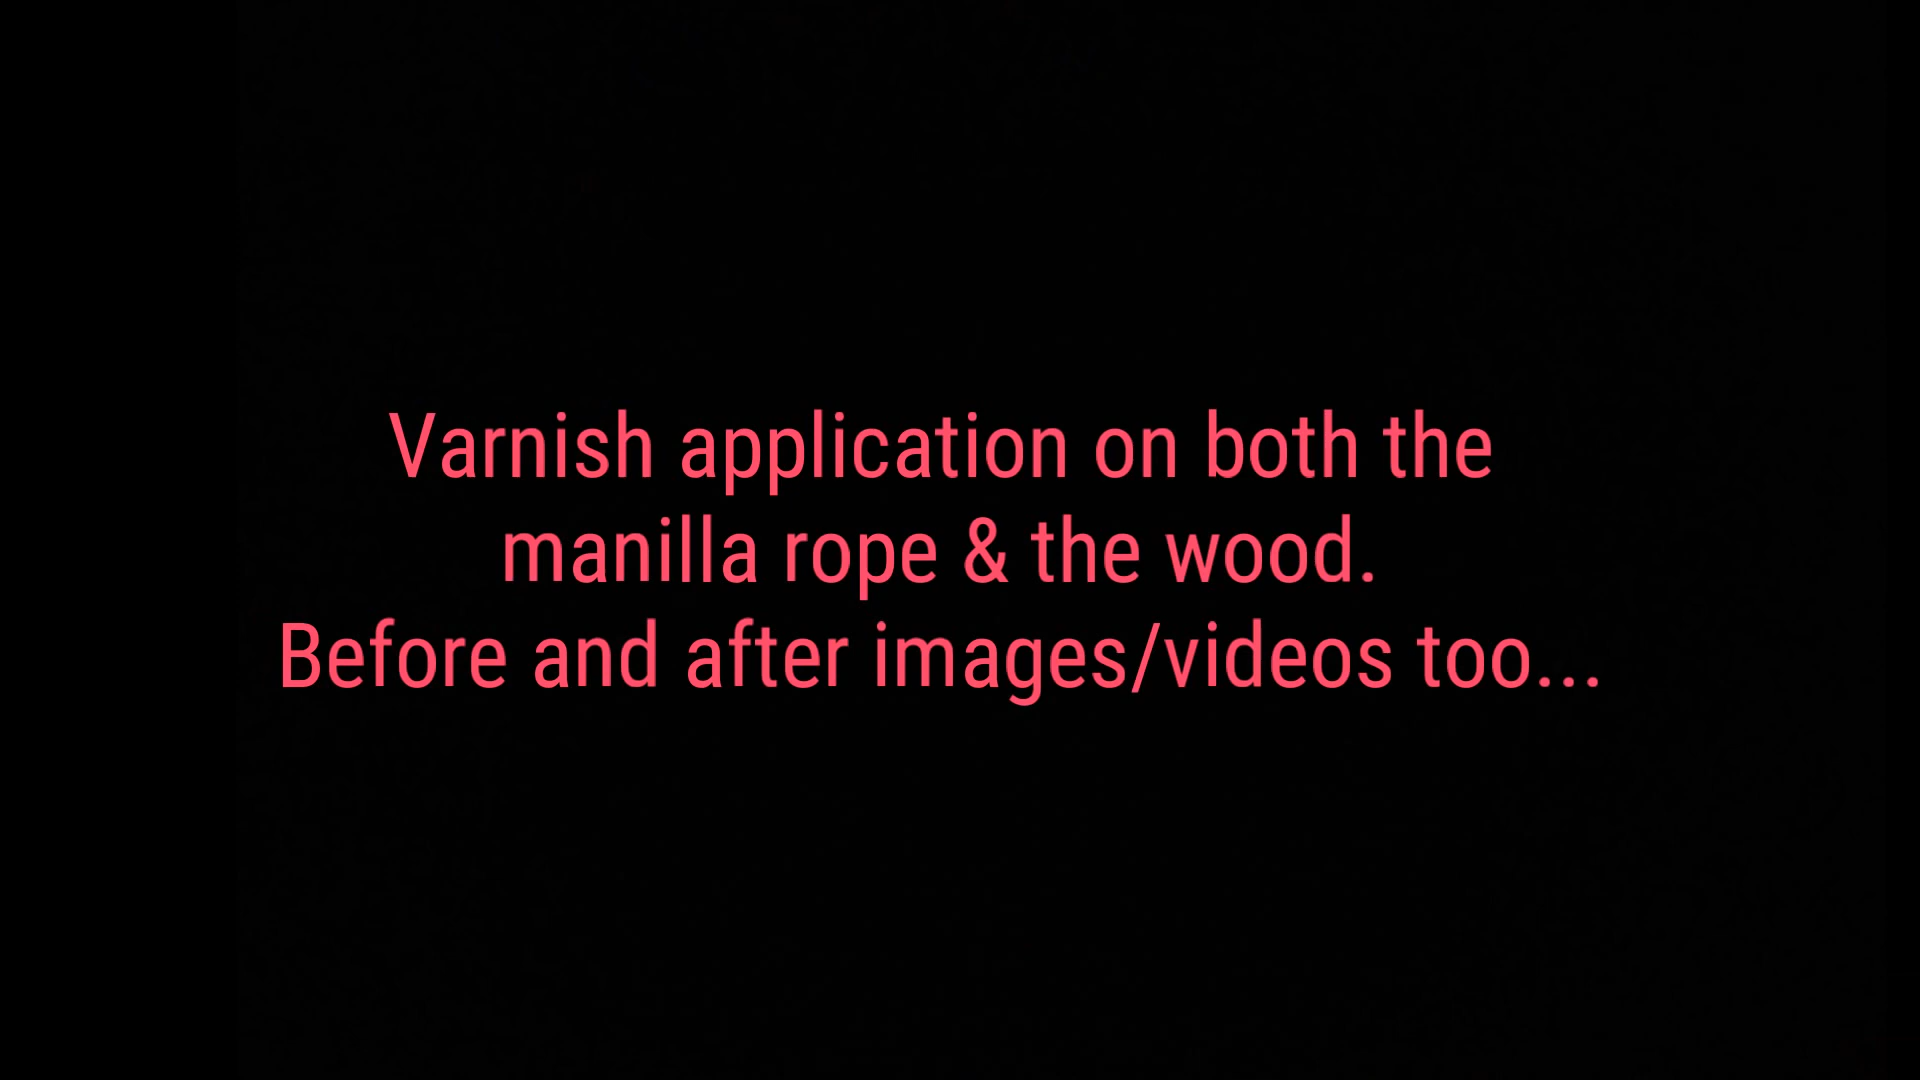 Varnish application on both the
manilla rope & the wood.
Before and after images/videos too...